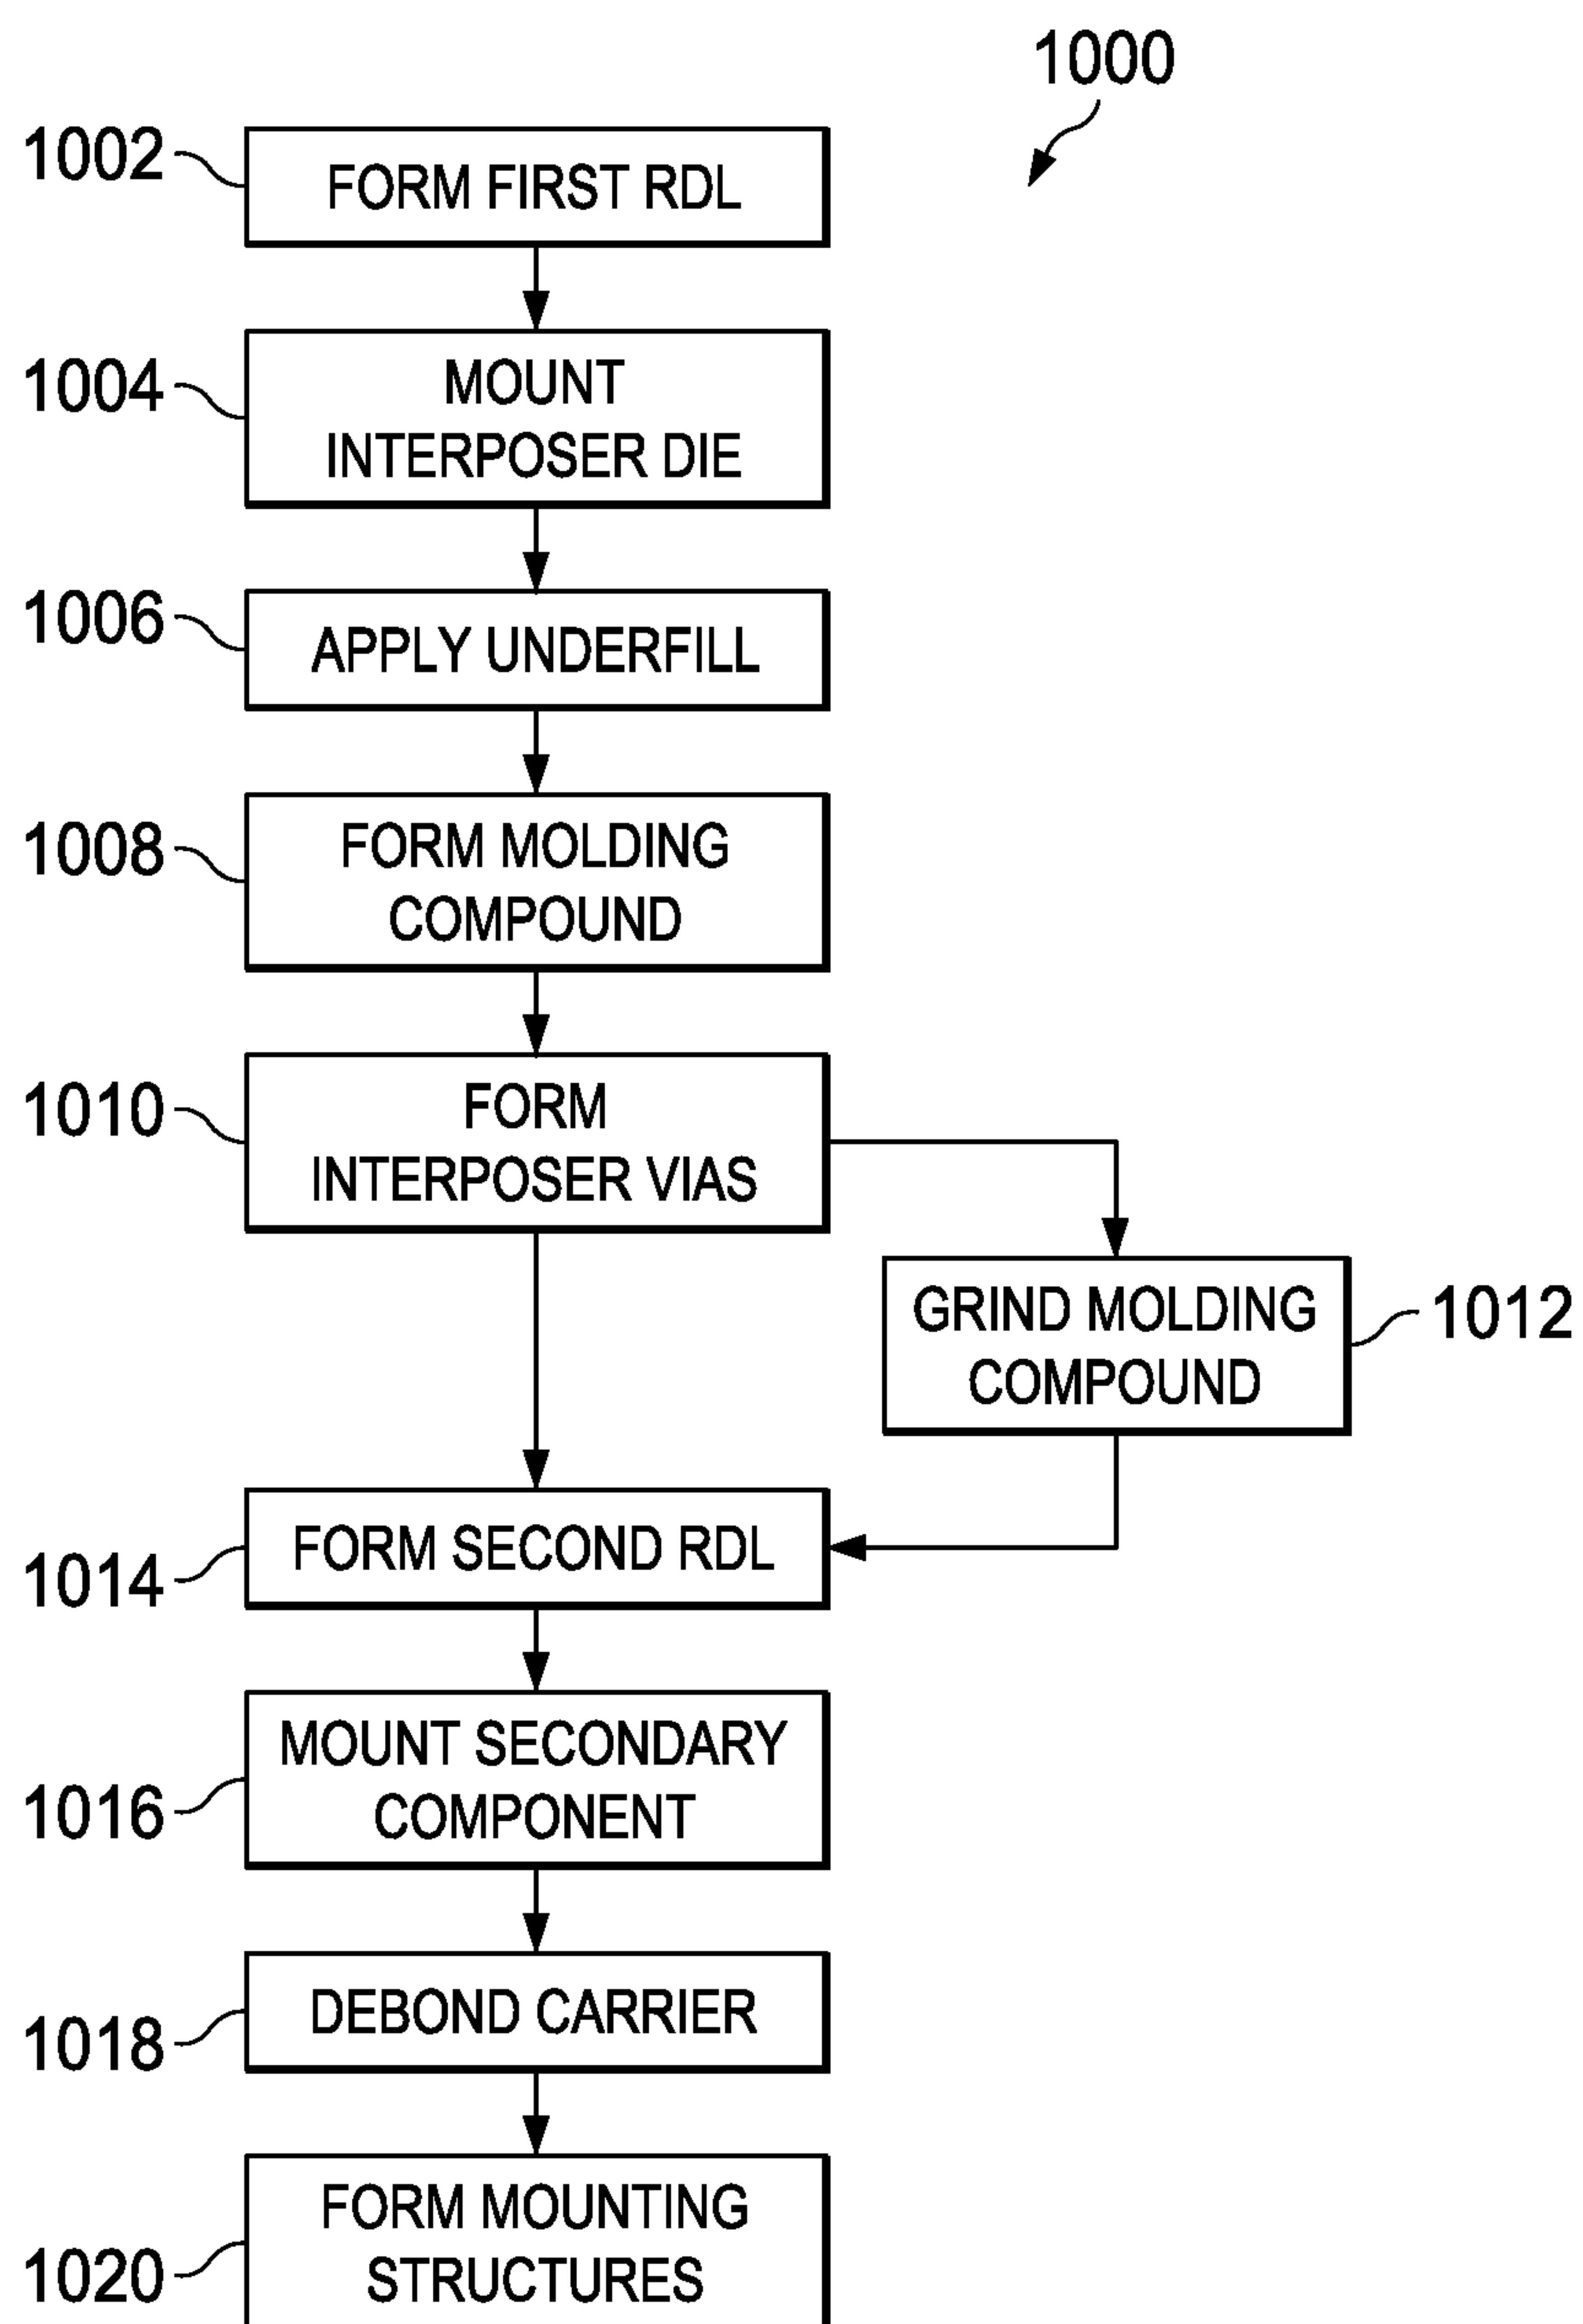 1000
1002
FORM FIRST RDL
1004
MOUNT
INTERPOSER DIE
1006
APPLY UNDERFILL
1008
FORM MOLDING
COMPOUND
1010
FORM
INTERPOSER VIAS
GRIND MOLDING
COMPOUND
1012
1014
FORM SECOND RDL
1016
MOUNT SECONDARY
COMPONENT
1018
DEBOND CARRIER
1020
FORM MOUNTING
STRUCTURES